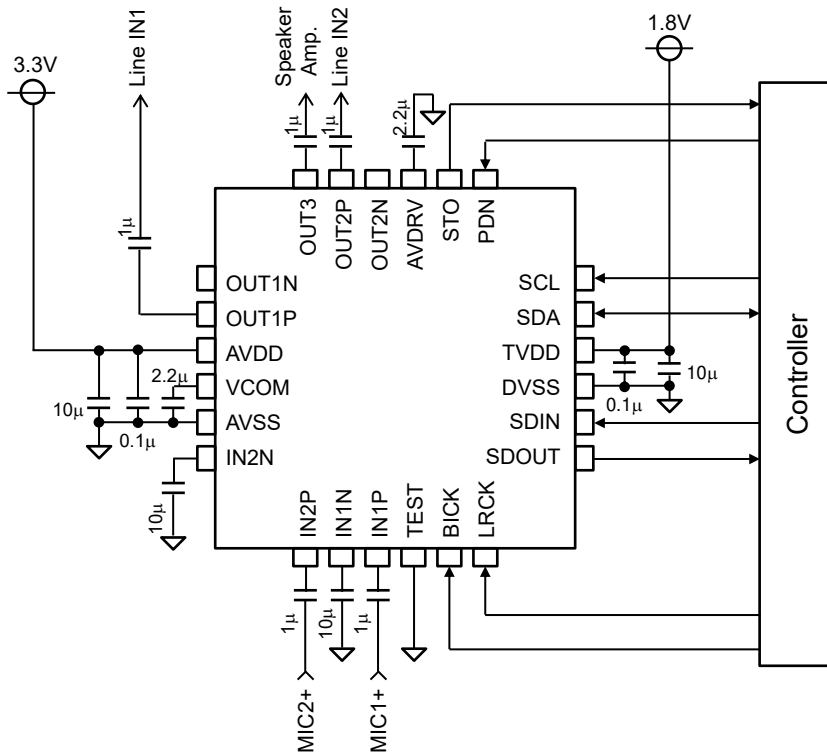 3.3V
Line IN1
Speaker
Amp.
Line IN2
1.8V
1μ
1μ
2.2μ
1μ
OUT3
OUT2P
OUT2N
AVDRV
STO
PDN
OUT1N
OUT1P
AVDD
VCOM
AVSS
IN2N
2.2μ
10μ
0.1μ
10μ
SCL
SDA
TVDD
DVSS
SDIN
SDOUT
0.1μ
10μ
Controller
IN2P
IN1N
IN1P
TEST
BICK
LRCK
1μ
10μ
1μ
MIC2+
MIC1+